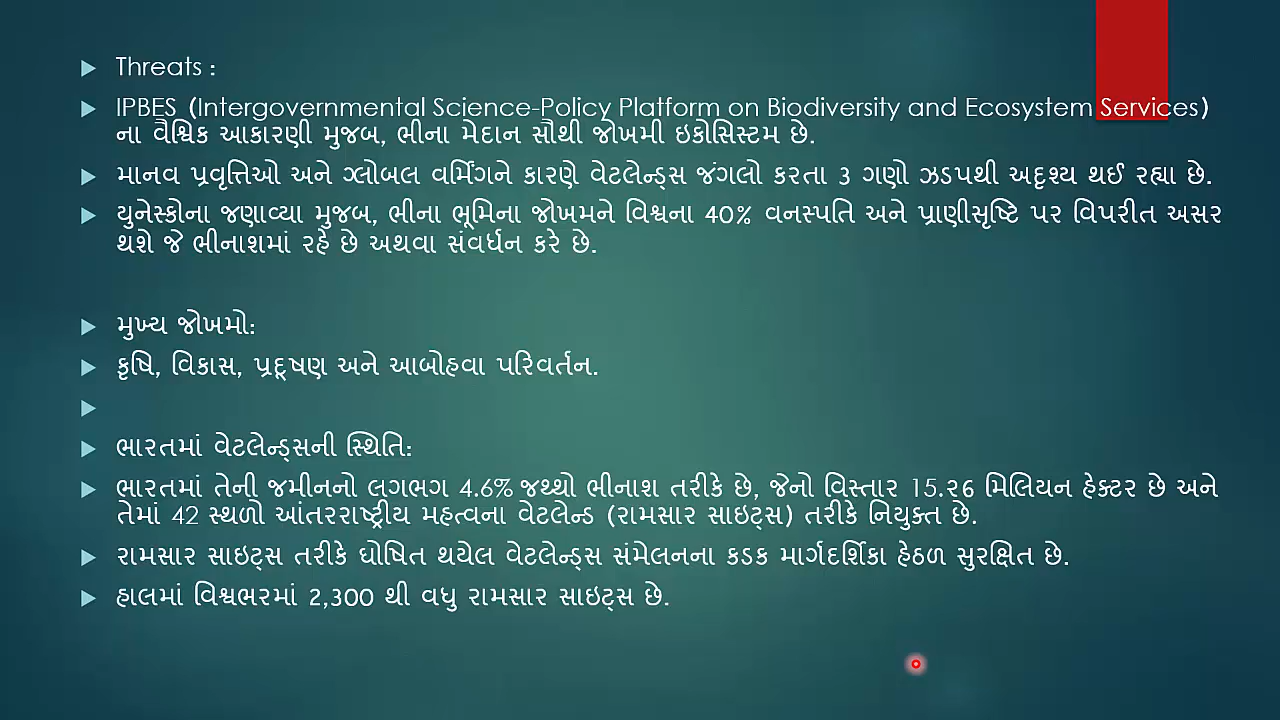 Threats :
IPBES (Intergovernmental Science-Policy Platform on Biodiversity and Ecosystem Services)
ના વૈશ્વિક આકારણી મુજબ, ભીના મેદાન સૌથી જોખમી ઇકોસિસ્ટમ છે.
માનવ પ્રવૃત્તિઓ અને ગ્લોબલ વર્મિંગને કારણે વેટલેન્ડ્સ જંગલો કરતા 3 ગણો ઝડપથી અદૃશ્ય થઈ રહ્યા છે.
યુનેસ્કોના જણાવ્યા મુજબ, ભીના ભૂમિના જોખમને વિશ્વના 40% વનસ્પતિ અને પ્રાણીસૃષ્ટિ પર વિપરીત અસર
થશે જે ભીનાશમાં રહે છે અથવા સંવર્ધન કરે છે.
મુખ્ય જોખમો:
કૃષિ, વિકાસ, પ્રદૂષણ અને આબોહવા પરિવર્તન.
ભારતમાં વેટલેન્ડ્સની સ્થિતિ:
ભારતમાં તેની જમીનનો લગભગ 4.6% જથ્થો ભીનાશ તરીકે છે, જેનો વિસ્તાર 15.26 મિલિયન હેક્ટર છે અને
તેમાં 42 સ્થળો આંતરરાષ્ટ્રીય મહત્વના વેટલેન્ડ (રામસાર સાઇટ્સ) તરીકે નિયુક્ત છે.
રામસાર સાઇટ્સ તરીકે ઘોષિત થયેલ વેટલેન્ડ્સ સંમેલનના કડક માર્ગદર્શિકા હેઠળ સુરક્ષિત છે.
હાલમાં વિશ્વભરમાં 2,300 થી વધુ રામસાર સાઇટ્સ છે.